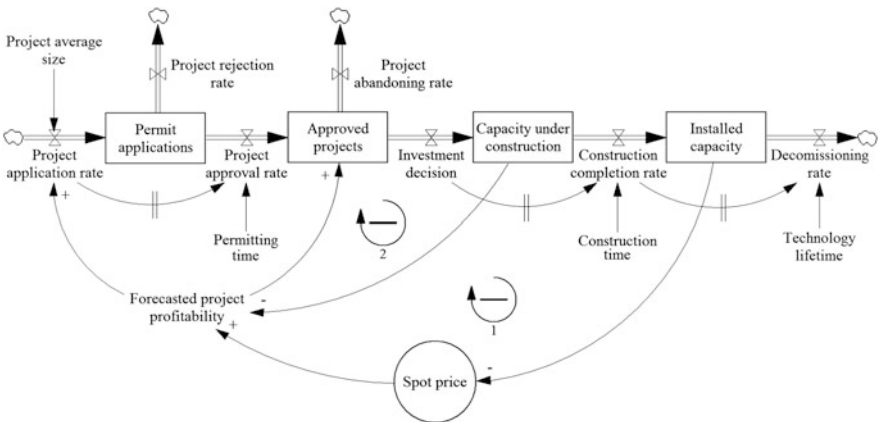 Project average
size
Project rejection
rate
Project
abandoning rate
Permit
applications
Approved
projects
Capacity under
construction
Installed
capacity
Project
application rate
Project
approval rate
Investment
decision
Construction
completion rate
Decomissioning
rate
+
+
Permitting
time
2
Construction
time
Technology
lifetime
Forecasted project
profitability
-
+
1
-
Spot price